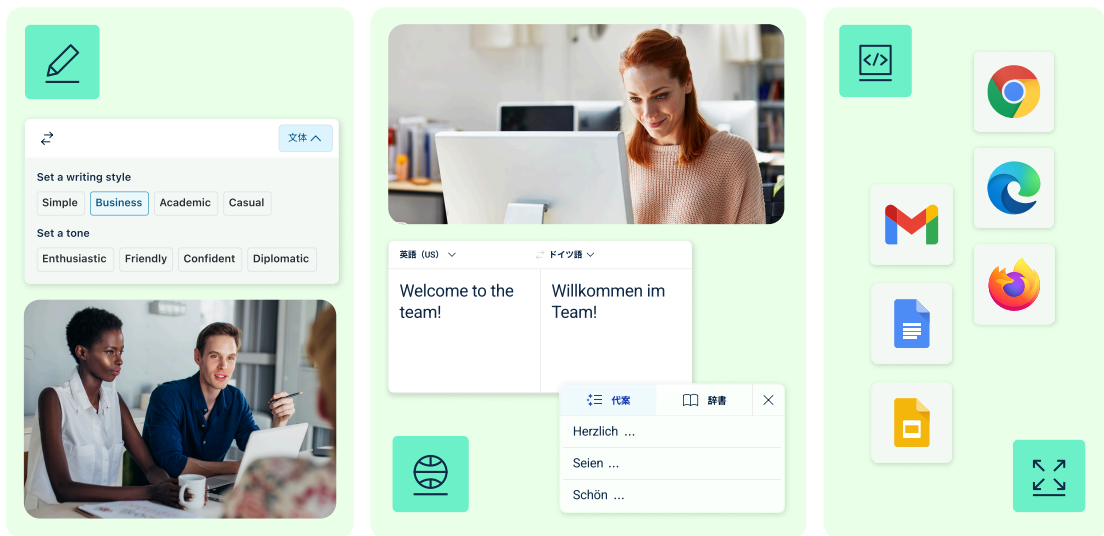 文体
Set a writing style
Simple Business Academic Casual
Set a tone
Enthusiastic Friendly Confident Diplomatic
英語（US） ドイツ語
Welcome to the
team!
Willkommen im
Team!
代案 辞書
Herzlich ...
Seien ...
Schön ...